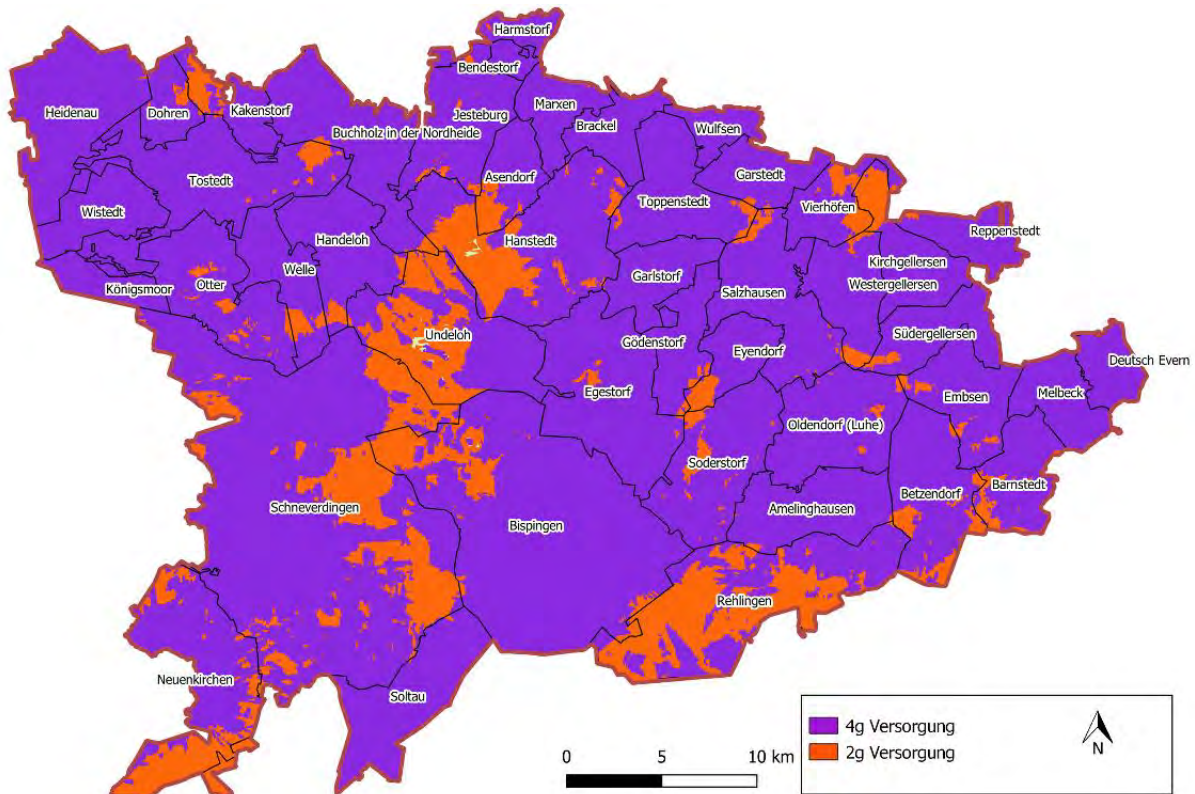 Harmstorf
Bendestorf
Heidenau
Dohren
Kakenstorf
Marxen
Jesteburg
Brackel
Buchholz in der Nordheide
Wulfsen
Tostedt
Asendorf
Garstedt
Wistedt
Toppenstedt
Vierhöfen
Handeloh
Hanstedt
Reppenstedt
Kirchgellersen
Welle
Garlstorf
Königsmoor
Otter
Salzhausen
Westergellersen
Undeloh
Gödenstorf
Eyendorf
Südergellersen
Deutsch Evern
Egestorf
Embsen
Melbeck
Oldendorf (Luhe)
Soderstorf
Barnstedt
Betzendorf
Schneverdingen
Amelinghausen
Bispingen
Rehlingen
Neuenkirchen
Soltau
4g Versorgung
2g Versorgung
N
0 5 10 km